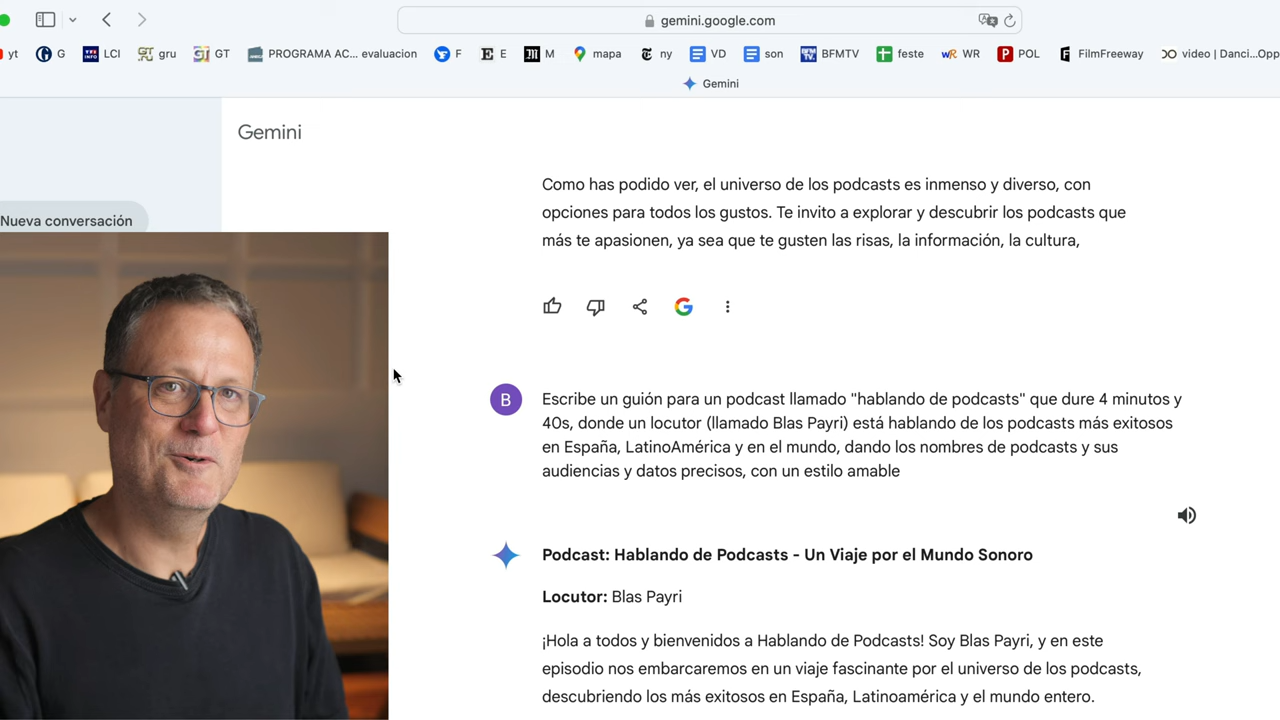 gemini.google.com
yt G LCI gru GT PROGRAMA AC... evaluacion F E M mapa ny VD son BFMTV feste WR POL FilmFreeway video | Danci...Opp
Gemini
Gemini
Nueva conversación
Como has podido ver, el universo de los podcasts es inmenso y diverso, con
opciones para todos los gustos. Te invito a explorar y descubrir los podcasts que
más te apasionen, ya sea que te gusten las risas, la información, la cultura,
B
Escribe un guión para un podcast llamado "hablando de podcasts" que dure 4 minutos y
40s, donde un locutor (llamado Blas Payri) está hablando de los podcasts más exitosos
en España, LatinoAmérica y en el mundo, dando los nombres de podcasts y sus
audiencias y datos precisos, con un estilo amable
Podcast: Hablando de Podcasts - Un Viaje por el Mundo Sonoro
Locutor: Blas Payri
¡Hola a todos y bienvenidos a Hablando de Podcasts! Soy Blas Payri, y en este
episodio nos embarcaremos en un viaje fascinante por el universo de los podcasts,
descubriendo los más exitosos en España, Latinoamérica y el mundo entero.